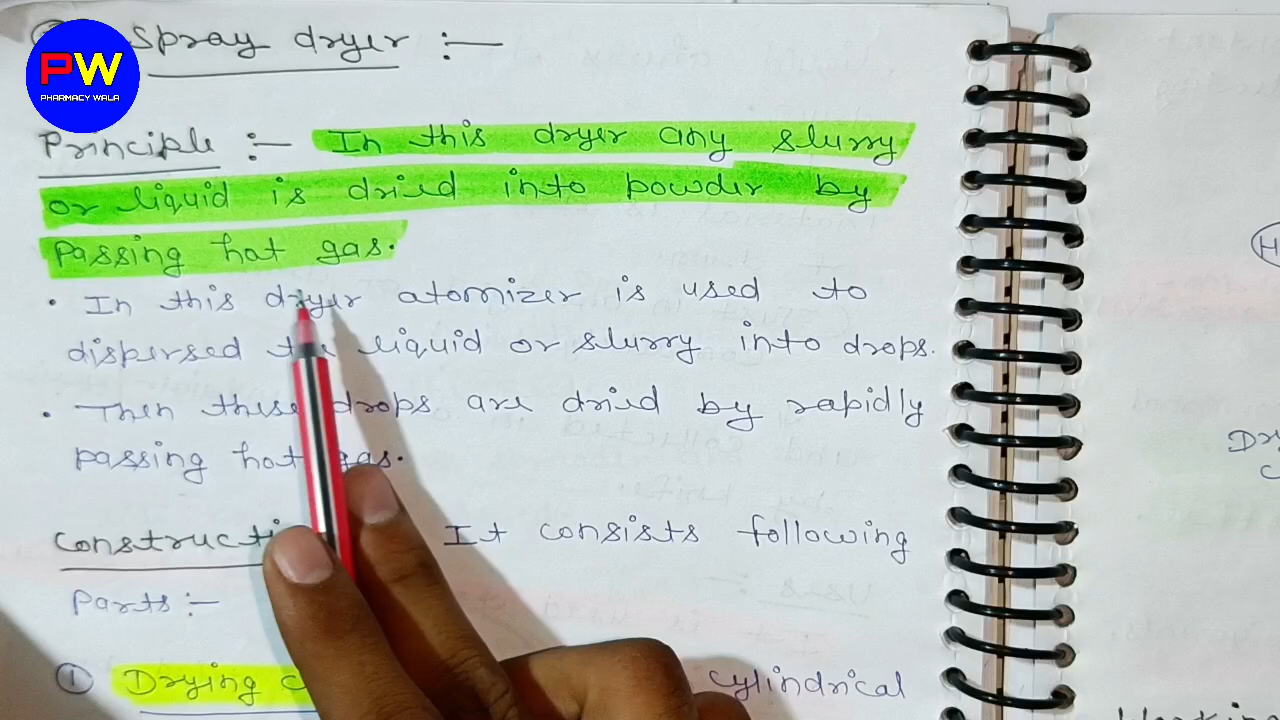 Spray dryer :-
PW
PHARMACY WALA
Principle :- In this dryer any slurry
or liquid is dried into powder by
passing hot gas.
• In this dryer atomizer is used to
dispersed the liquid or slurry into drops.
• Then these drops are dried by rapidly
passing hot gas.
It consists following
Parts :-
① Drying cylindrical